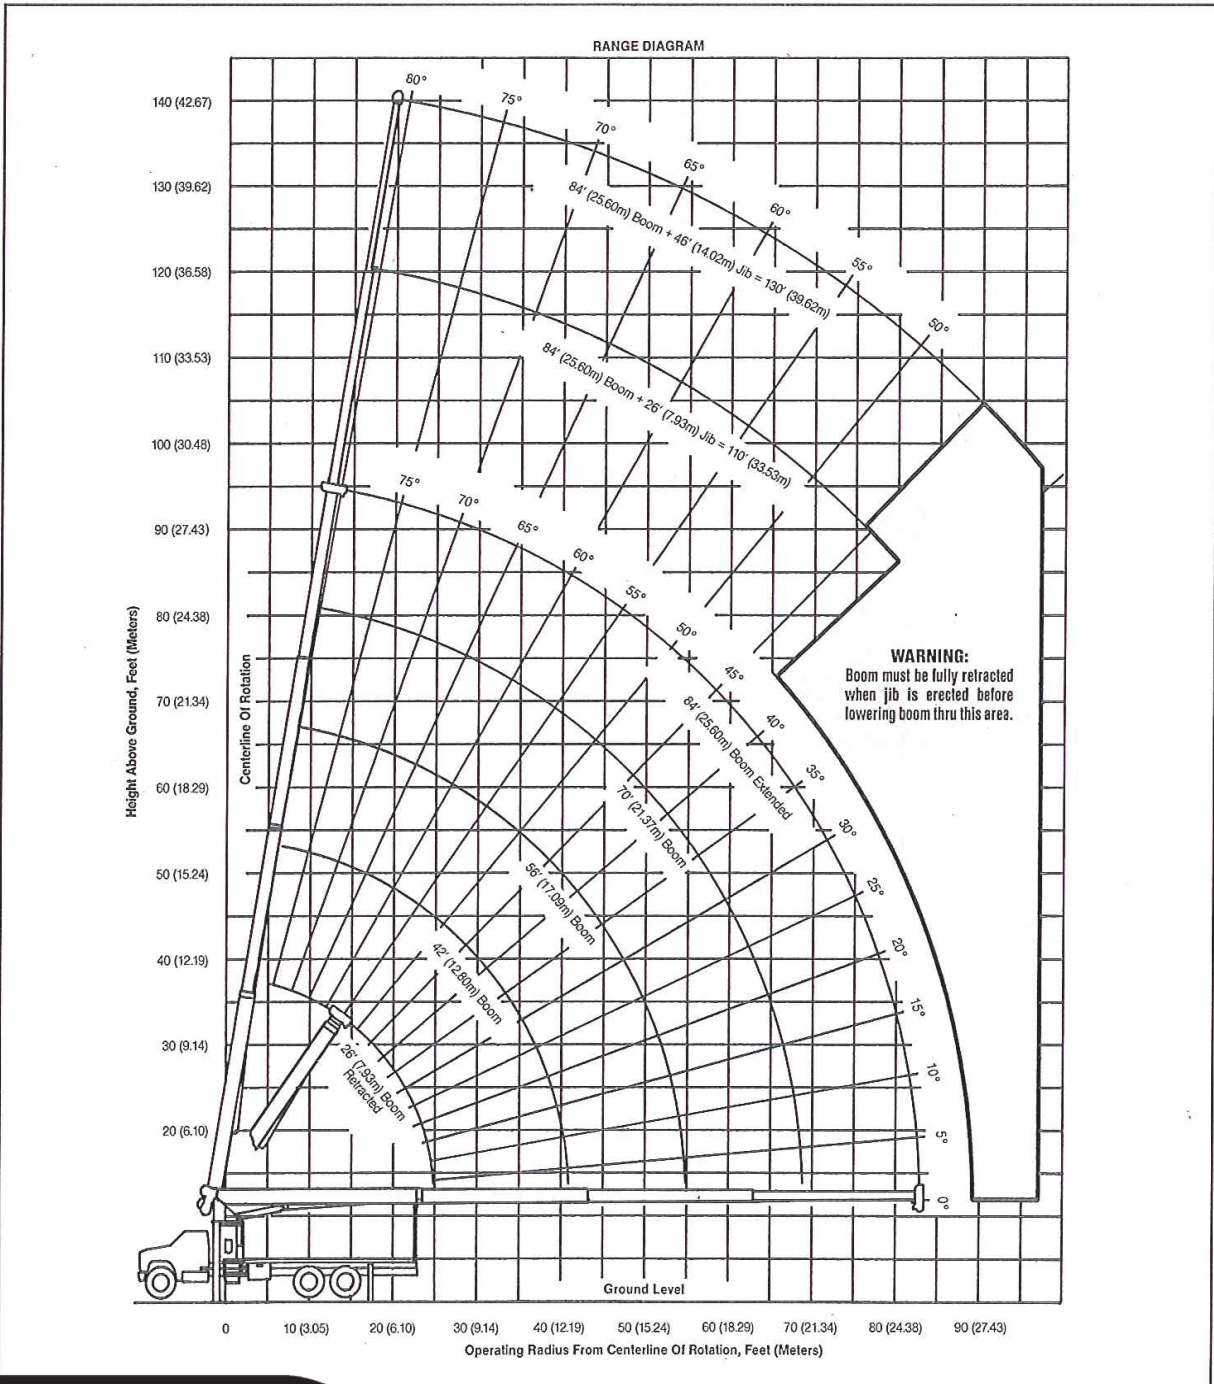 RANGE DIAGRAM
140 (42.67)
130 (39.62)
120 (36.58)
110 (33.53)
100 (30.48)
90 (27.43)
80 (24.38)
70 (21.34)
60 (18.29)
50 (15.24)
40 (12.19)
30 (9.14)
20 (6.10)
Height Above Ground, Feet (Meters)
Centerline Of Rotation
80°
75°
70°
65°
60°
55°
50°
84' (25.60m) Boom + 46' (14.02m) Jib = 130' (39.62m)
84' (25.60m) Boom + 26' (7.93m) Jib = 110' (33.53m)
75°
70°
65°
60°
55°
50°
45°
40°
35°
30°
25°
20°
15°
10°
5°
0°
84' (25.60m) Boom Extended
70' (21.37m) Boom
56' (17.09m) Boom
42' (12.80m) Boom
26' (7.93m) Boom
Retracted
WARNING:
Boom must be fully retracted
when jib is erected before
lowering boom thru this area.
Ground Level
0
10 (3.05)
20 (6.10)
30 (9.14)
40 (12.19)
50 (15.24)
60 (18.29)
70 (21.34)
80 (24.38)
90 (27.43)
Operating Radius From Centerline Of Rotation, Feet (Meters)